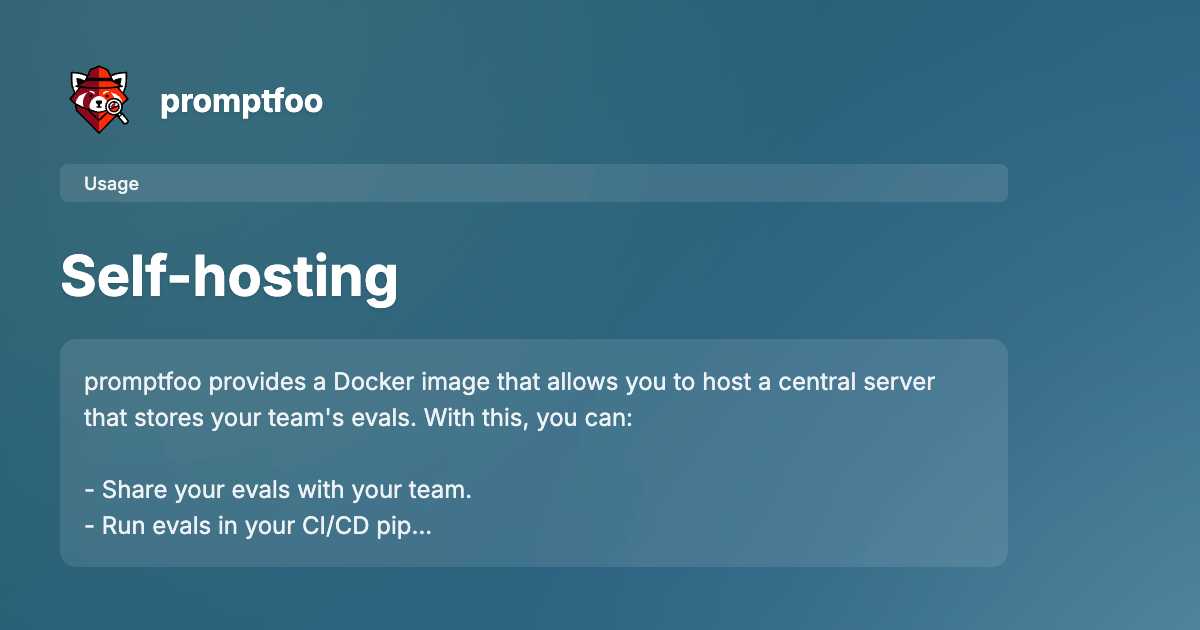 promptfoo
Usage
Self-hosting
promptfoo provides a Docker image that allows you to host a central server
that stores your team's evals. With this, you can:
- Share your evals with your team.
- Run evals in your CI/CD pip...